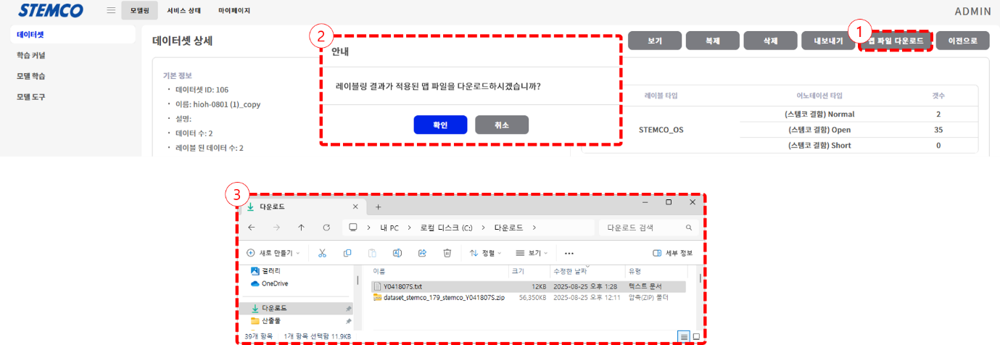 STEMCO
모델링
서비스 상태
마이페이지
ADMIN
데이터셋
학습 커널
모델 학습
모델 도구
데이터셋 상세
보기
복제
삭제
내보내기
1
맵 파일 다운로드
이전으로
기본 정보
· 데이터셋 ID: 106
· 이름: hioh-0801 (1)_copy
· 설명:
· 데이터 수: 2
· 레이블 된 데이터 수: 2
2
안내
레이블링 결과가 적용된 맵 파일을 다운로드하시겠습니까?
확인
취소
레이블 타입 어노테이션 타입 갯수
STEMCO_OS
(스템코 결함) Normal 2
(스템코 결함) Open 35
(스템코 결함) Short 0
3
다운로드
내 PC > 로컬 디스크 (C:) > 다운로드 >
다운로드 검색
새로 만들기
정렬
보기
세부 정보
갤러리
OneDrive
다운로드
산출물
이름 크기 수정한 날짜 유형
Y041807S.txt 12KB 2025-08-25 오후 1:28 텍스트 문서
dataset_stemco_179_stemco_Y041807S.zip 56,350KB 2025-08-25 오후 12:11 압축(ZIP) 폴더
39개 항목 1개 항목 선택함 11.9KB